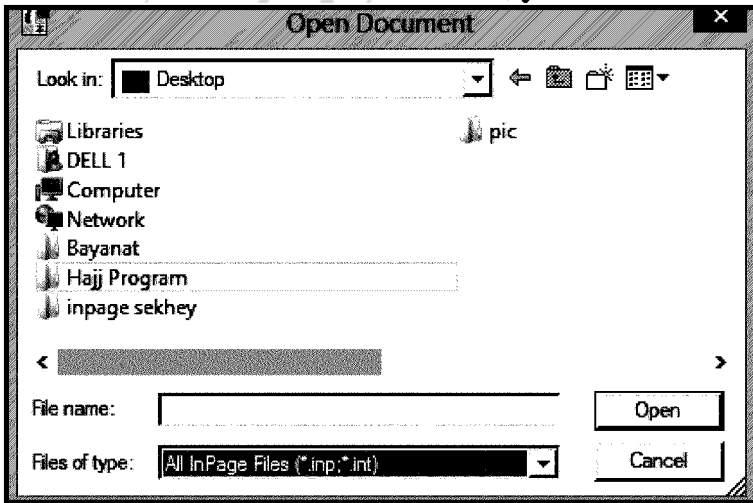 Open Document
Look in: Desktop
Libraries
DELL 1
Computer
Network
Bayanat
Hajj Program
inpage sekhey
pic
File name:
Open
Files of type: All InPage Files (*.inp;*.int)
Cancel